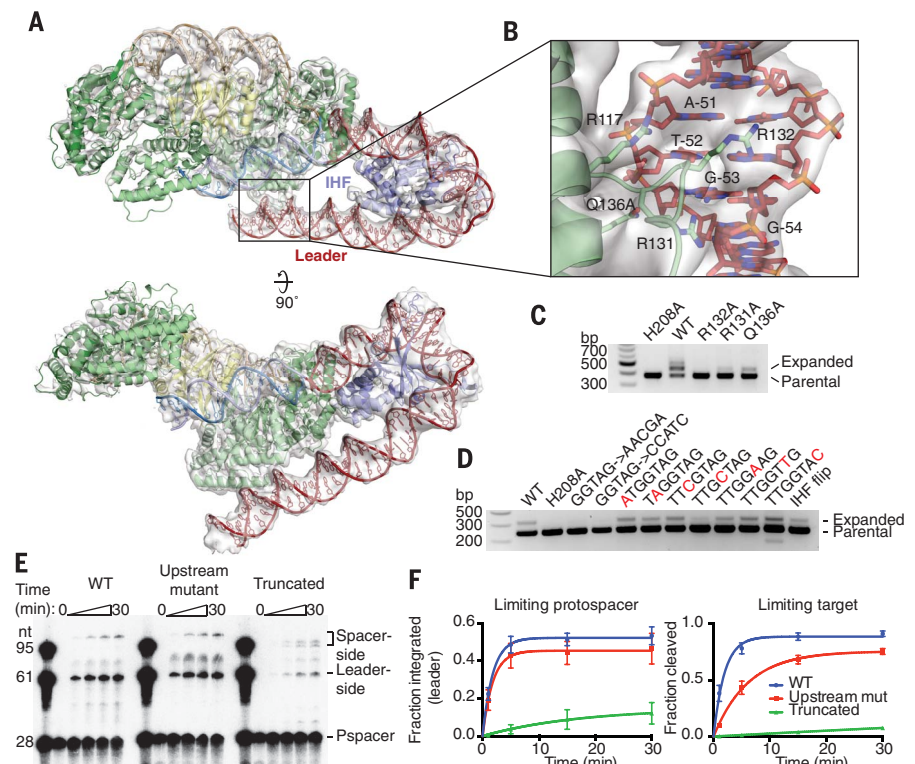 A
IHF
Leader
90°
B
R117
A-51
R132
T-52
G-53
Q136A
G-54
R131
C
bp
H208A
WT
R132A
R131A
Q136A
700
500
300
Expanded
Parental
D
bp
WT
H208A
GGTAG->AACGA
GGTAG->CCATC
ATGGTAG
TAGGTAG
TTCGTAG
TTGCTAG
TTGGAAG
TTGGTTG
TTGGTAC
IHF flip
500
300
200
Expanded
Parental
E
Time (min):
WT
Upstream mutant
Truncated
0 30 0 30 0 30
nt
95
61
28
Spacer-side
Leader-side
Pspacer
F
Limiting protospacer
Fraction integrated (leader)
0.6
0.4
0.2
0.0
0 10 20 30
Time (min)
Limiting target
Fraction cleaved
1.0
0.5
0.0
0 10 20 30
Time (min)
WT
Upstream mut
Truncated